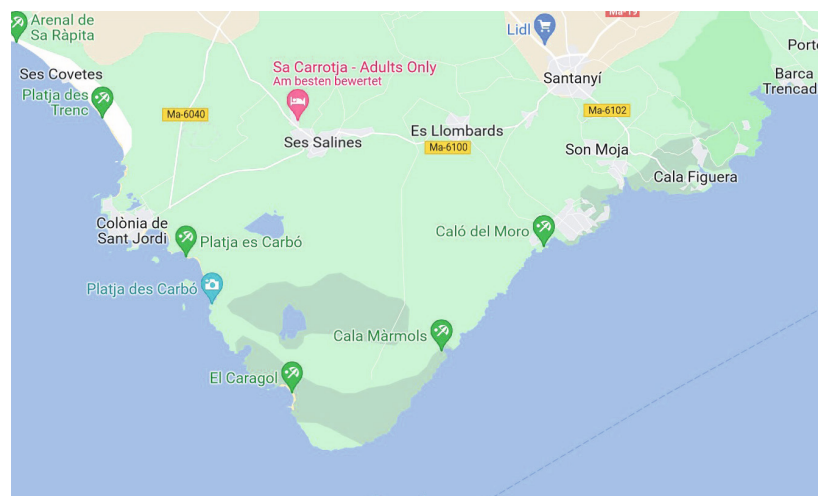 Arenal de
Sa Ràpita
Ma-19
Lidl
Ses Covetes
Sa Carrotja - Adults Only
Am besten bewertet
Santanyí
Barca
Trencad
Platja des
Trenc
Ma-6040
Ma-6102
Es Llombards
Ses Salines
Ma-6100
Son Moja
Cala Figuera
Colònia de
Sant Jordi
Platja es Carbó
Caló del Moro
Platja des Carbó
Cala Màrmols
El Caragol